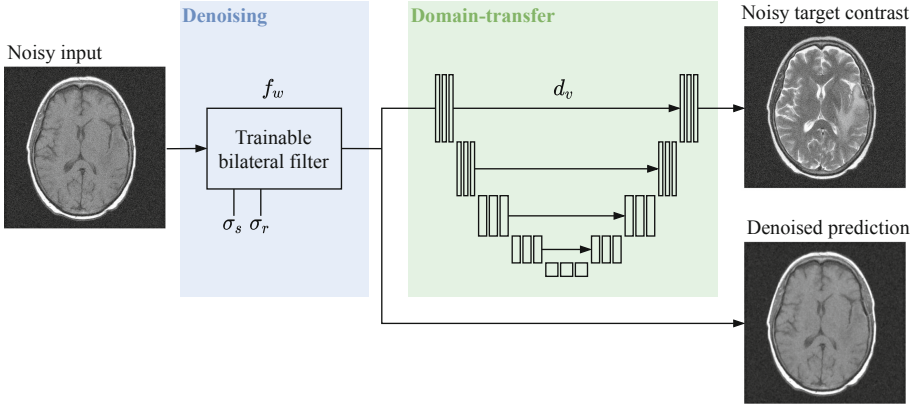 Denoising
Domain-transfer
Noisy target contrast
Noisy input
f_w
d_v
Trainable
bilateral filter
σ_s σ_r
Denoised prediction